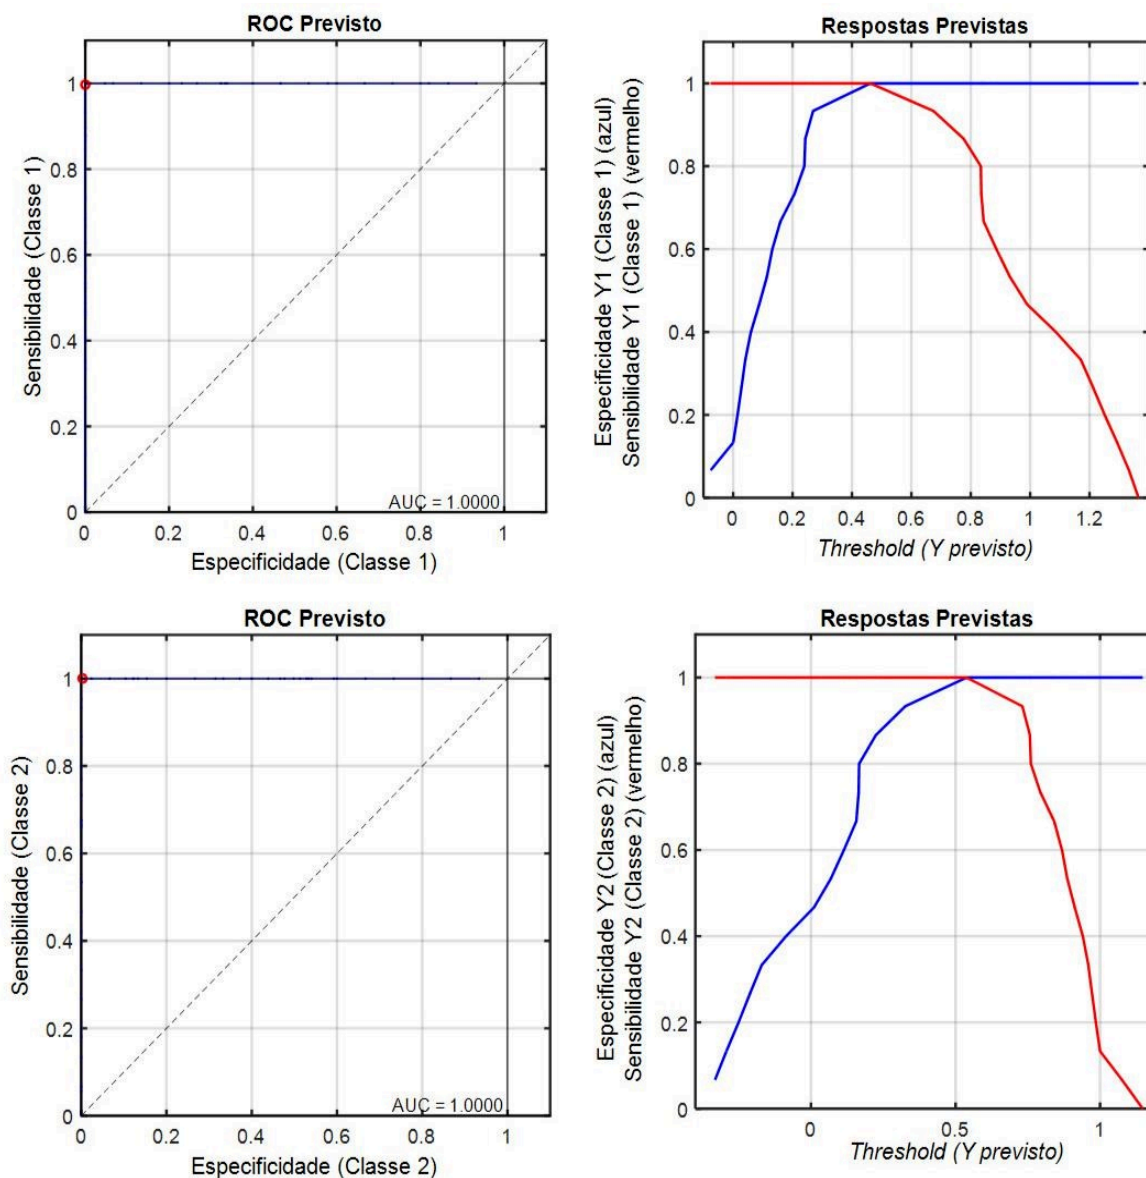 ROC Previsto
Sensibilidade (Classe 1)
1
0.8
0.6
0.4
0.2
0
AUC = 1.0000
0 0.2 0.4 0.6 0.8 1
Especificidade (Classe 1)
Respostas Previstas
Especificidade Y1 (Classe 1) (azul)
Sensibilidade Y1 (Classe 1) (vermelho)
1
0.8
0.6
0.4
0.2
0
0 0.2 0.4 0.6 0.8 1 1.2
Threshold (Y previsto)
ROC Previsto
Sensibilidade (Classe 2)
1
0.8
0.6
0.4
0.2
0
AUC = 1.0000
0 0.2 0.4 0.6 0.8 1
Especificidade (Classe 2)
Respostas Previstas
Especificidade Y2 (Classe 2) (azul)
Sensibilidade Y2 (Classe 2) (vermelho)
1
0.8
0.6
0.4
0.2
0
0 0.5 1
Threshold (Y previsto)